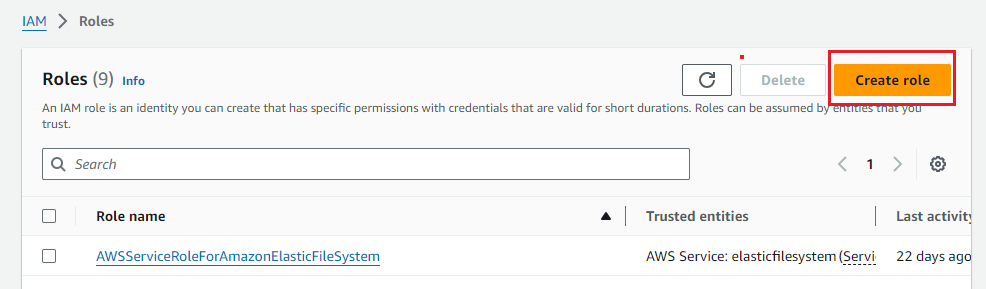 IAM > Roles
Roles (9) Info
Delete
Create role
An IAM role is an identity you can create that has specific permissions with credentials that are valid for short durations. Roles can be assumed by entities that you
trust.
Search
1
Role name
Trusted entities
Last activity
AWSServiceRoleForAmazonElasticFileSystem
AWS Service: elasticfilesystem (Servi
22 days ago